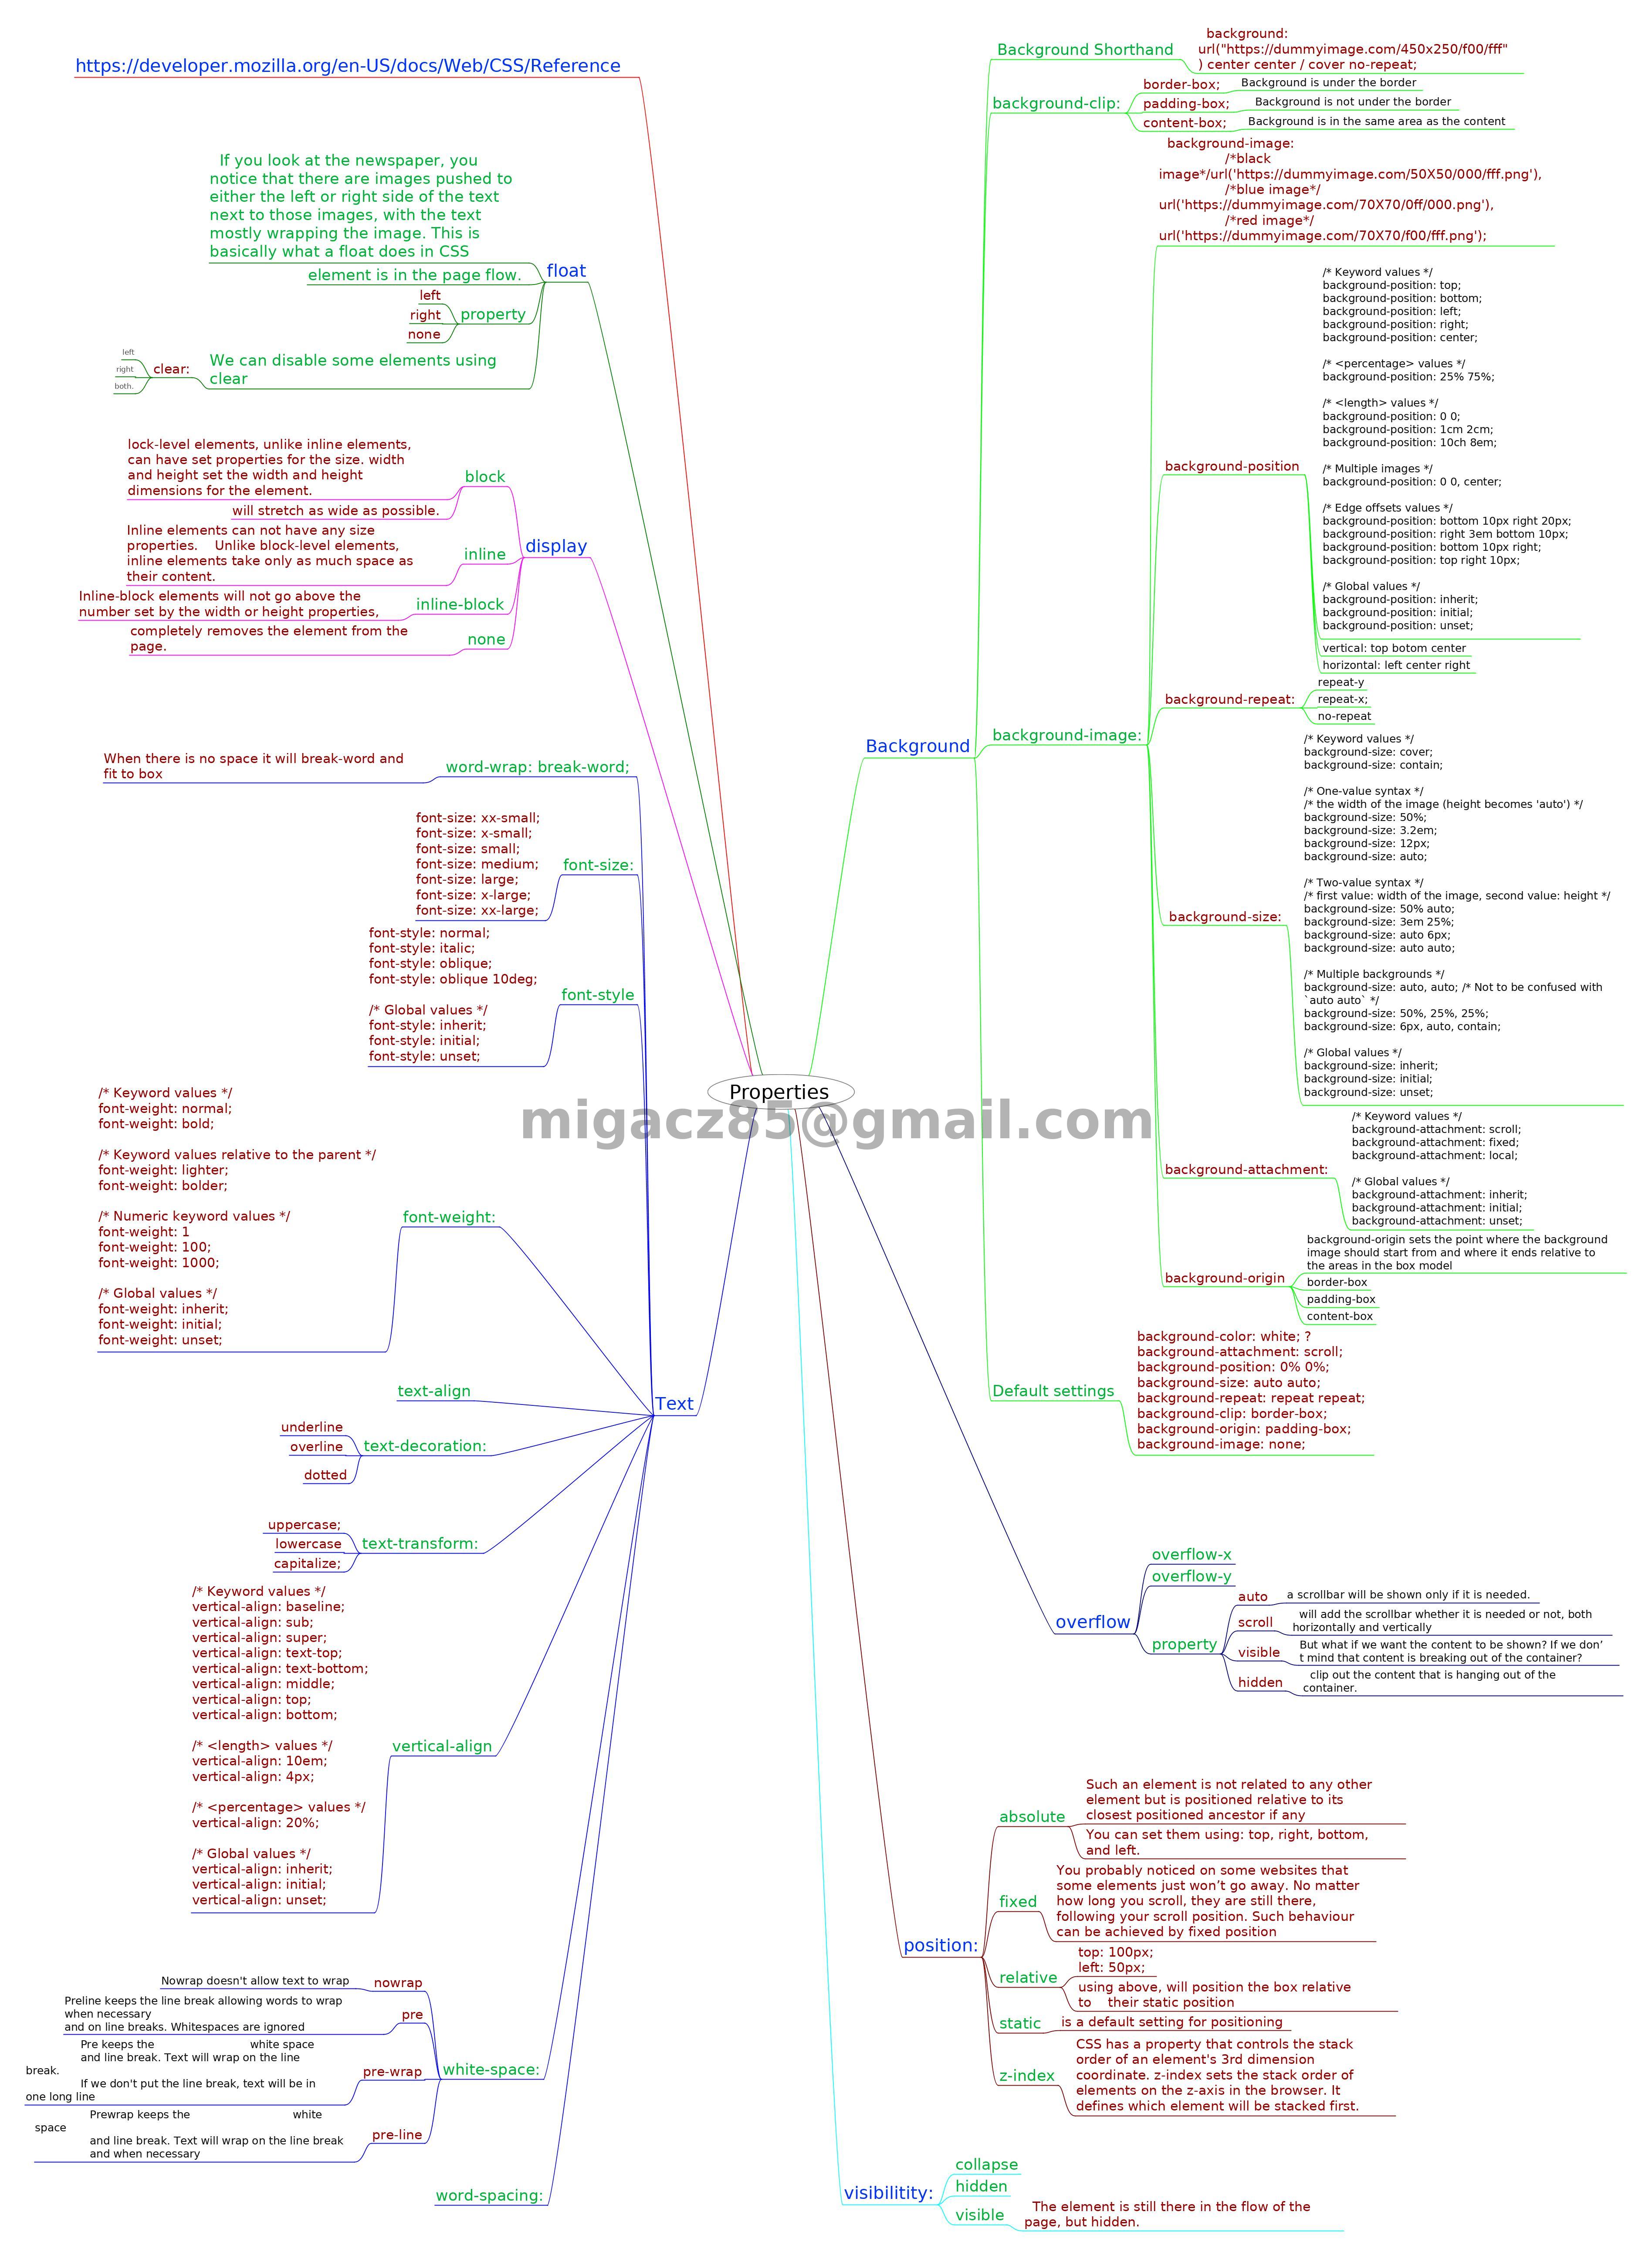 https://developer.mozilla.org/en-US/docs/Web/CSS/Reference
If you look at the newspaper, you
notice that there are images pushed to
either the left or right side of the text
next to those images, with the text
mostly wrapping the image. This is
basically what a float does in CSS
element is in the page flow.
float
left
right
none
property
left
right
both.
clear:
We can disable some elements using
clear
lock-level elements, unlike inline elements,
can have set properties for the size. width
and height set the width and height
dimensions for the element.
will stretch as wide as possible.
block
Inline elements can not have any size
properties. Unlike block-level elements,
inline elements take only as much space as
their content.
inline
display
Inline-block elements will not go above the
number set by the width or height properties,
inline-block
completely removes the element from the
page.
none
When there is no space it will break-word and
fit to box
word-wrap: break-word;
font-size: xx-small;
font-size: x-small;
font-size: small;
font-size: medium;
font-size: large;
font-size: x-large;
font-size: xx-large;
font-size:
font-style: normal;
font-style: italic;
font-style: oblique;
font-style: oblique 10deg;
/* Global values */
font-style: inherit;
font-style: initial;
font-style: unset;
font-style
/* Keyword values */
font-weight: normal;
font-weight: bold;
/* Keyword values relative to the parent */
font-weight: lighter;
font-weight: bolder;
/* Numeric keyword values */
font-weight: 1
font-weight: 100;
font-weight: 1000;
/* Global values */
font-weight: inherit;
font-weight: initial;
font-weight: unset;
font-weight:
text-align
Text
underline
overline
dotted
text-decoration:
uppercase;
lowercase
capitalize;
text-transform:
/* Keyword values */
vertical-align: baseline;
vertical-align: sub;
vertical-align: super;
vertical-align: text-top;
vertical-align: text-bottom;
vertical-align: middle;
vertical-align: top;
vertical-align: bottom;
/* <length> values */
vertical-align: 10em;
vertical-align: 4px;
/* <percentage> values */
vertical-align: 20%;
/* Global values */
vertical-align: inherit;
vertical-align: initial;
vertical-align: unset;
vertical-align
Nowrap doesn't allow text to wrap
nowrap
Preline keeps the line break allowing words to wrap
when necessary
and on line breaks. Whitespaces are ignored
pre
Pre keeps the white space
and line break. Text will wrap on the line
break.
If we don't put the line break, text will be in
one long line
pre-wrap
white-space:
Prewrap keeps the white
space
and line break. Text will wrap on the line break
and when necessary
pre-line
word-spacing:
Properties
migacz85@gmail.com
Background Shorthand
background:
url("https://dummyimage.com/450x250/f00/fff"
) center center / cover no-repeat;
background-clip:
border-box;
Background is under the border
padding-box;
Background is not under the border
content-box;
Background is in the same area as the content
background-image:
/*black
image*/url('https://dummyimage.com/50X50/000/fff.png'),
/*blue image*/
url('https://dummyimage.com/70X70/0ff/000.png'),
/*red image*/
url('https://dummyimage.com/70X70/f00/fff.png');
/* Keyword values */
background-position: top;
background-position: bottom;
background-position: left;
background-position: right;
background-position: center;
/* <percentage> values */
background-position: 25% 75%;
/* <length> values */
background-position: 0 0;
background-position: 1cm 2cm;
background-position: 10ch 8em;
/* Multiple images */
background-position: 0 0, center;
/* Edge offsets values */
background-position: bottom 10px right 20px;
background-position: right 3em bottom 10px;
background-position: bottom 10px right;
background-position: top right 10px;
/* Global values */
background-position: inherit;
background-position: initial;
background-position: unset;
background-position
vertical: top botom center
horizontal: left center right
background-repeat:
repeat-y
repeat-x;
no-repeat
Background
background-image:
/* Keyword values */
background-size: cover;
background-size: contain;
/* One-value syntax */
/* the width of the image (height becomes 'auto') */
background-size: 50%;
background-size: 3.2em;
background-size: 12px;
background-size: auto;
/* Two-value syntax */
/* first value: width of the image, second value: height */
background-size: 50% auto;
background-size: 3em 25%;
background-size: auto 6px;
background-size: auto auto;
/* Multiple backgrounds */
background-size: auto, auto; /* Not to be confused with
`auto auto` */
background-size: 50%, 25%, 25%;
background-size: 6px, auto, contain;
/* Global values */
background-size: inherit;
background-size: initial;
background-size: unset;
background-size:
/* Keyword values */
background-attachment: scroll;
background-attachment: fixed;
background-attachment: local;
/* Global values */
background-attachment: inherit;
background-attachment: initial;
background-attachment: unset;
background-attachment:
background-origin sets the point where the background
image should start from and where it ends relative to
the areas in the box model
background-origin
border-box
padding-box
content-box
Default settings
background-color: white; ?
background-attachment: scroll;
background-position: 0% 0%;
background-size: auto auto;
background-repeat: repeat repeat;
background-clip: border-box;
background-origin: padding-box;
background-image: none;
overflow
overflow-x
overflow-y
property
auto
a scrollbar will be shown only if it is needed.
scroll
will add the scrollbar whether it is needed or not, both
horizontally and vertically
visible
But what if we want the content to be shown? If we don’
t mind that content is breaking out of the container?
hidden
clip out the content that is hanging out of the
container.
position:
absolute
Such an element is not related to any other
element but is positioned relative to its
closest positioned ancestor if any
You can set them using: top, right, bottom,
and left.
fixed
You probably noticed on some websites that
some elements just won’t go away. No matter
how long you scroll, they are still there,
following your scroll position. Such behaviour
can be achieved by fixed position
relative
top: 100px;
left: 50px;
using above, will position the box relative
to their static position
static
is a default setting for positioning
z-index
CSS has a property that controls the stack
order of an element's 3rd dimension
coordinate. z-index sets the stack order of
elements on the z-axis in the browser. It
defines which element will be stacked first.
visibilitity:
collapse
hidden
visible
The element is still there in the flow of the
page, but hidden.